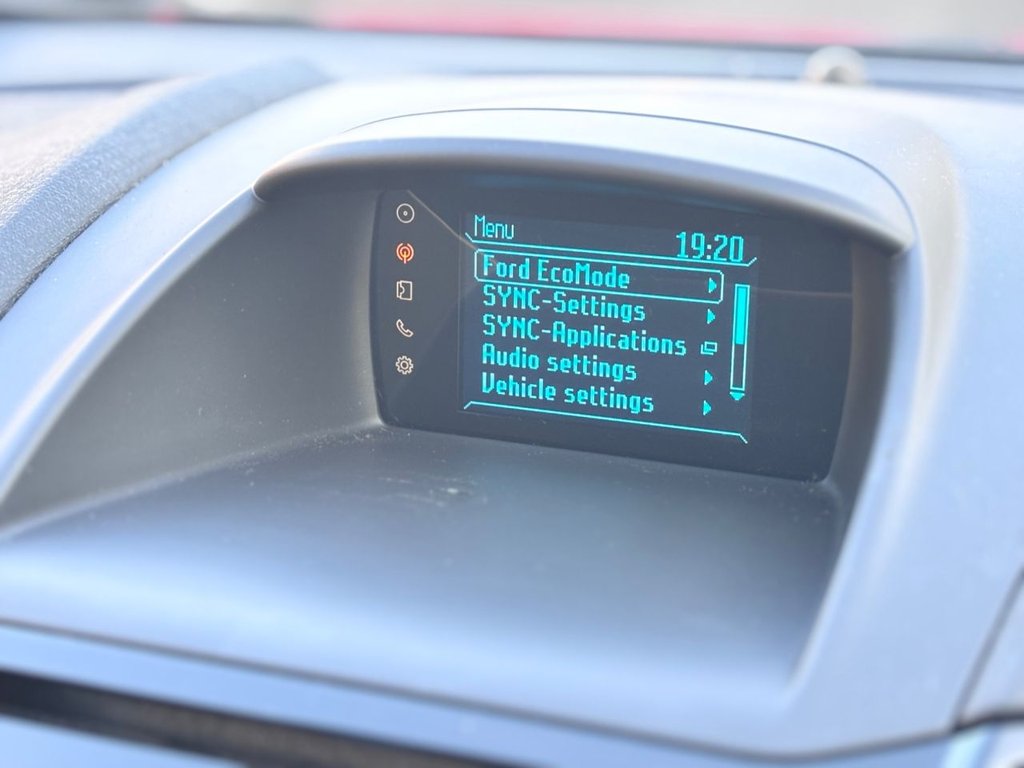 Menu
19:20
Ford EcoMode
SYNC-Settings
SYNC-Applications
Audio settings
Vehicle settings